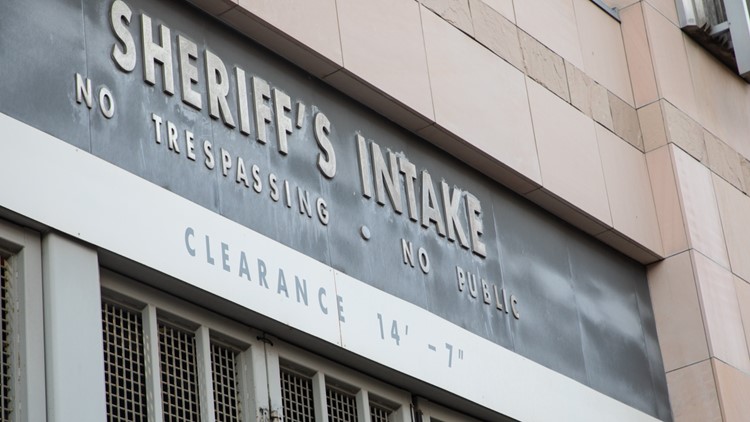 SHERIFF'S INTAKE
NO TRESPASSING • NO PUBLIC
CLEARANCE 14' - 7"